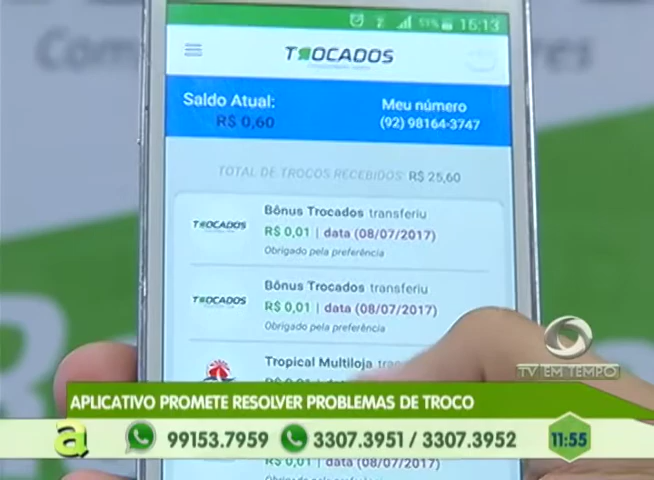 16:13
TROCADOS
Saldo Atual:
R$ 0,60
Meu número
(92) 98164-3747
TOTAL DE TROCOS RECEBIDOS: R$ 25,60
TROCADOS
Bônus Trocados transferiu
R$ 0,01 | data (08/07/2017)
Obrigado pela preferência
TROCADOS
Bônus Trocados transferiu
R$ 0,01 | data (08/07/2017)
Obrigado pela preferência
Tropical Multiloja
TV EM TEMPO
APLICATIVO PROMETE RESOLVER PROBLEMAS DE TROCO
a 99153.7959 3307.3951 / 3307.3952 11:55
R$ 0,01 | data (08/07/2017)